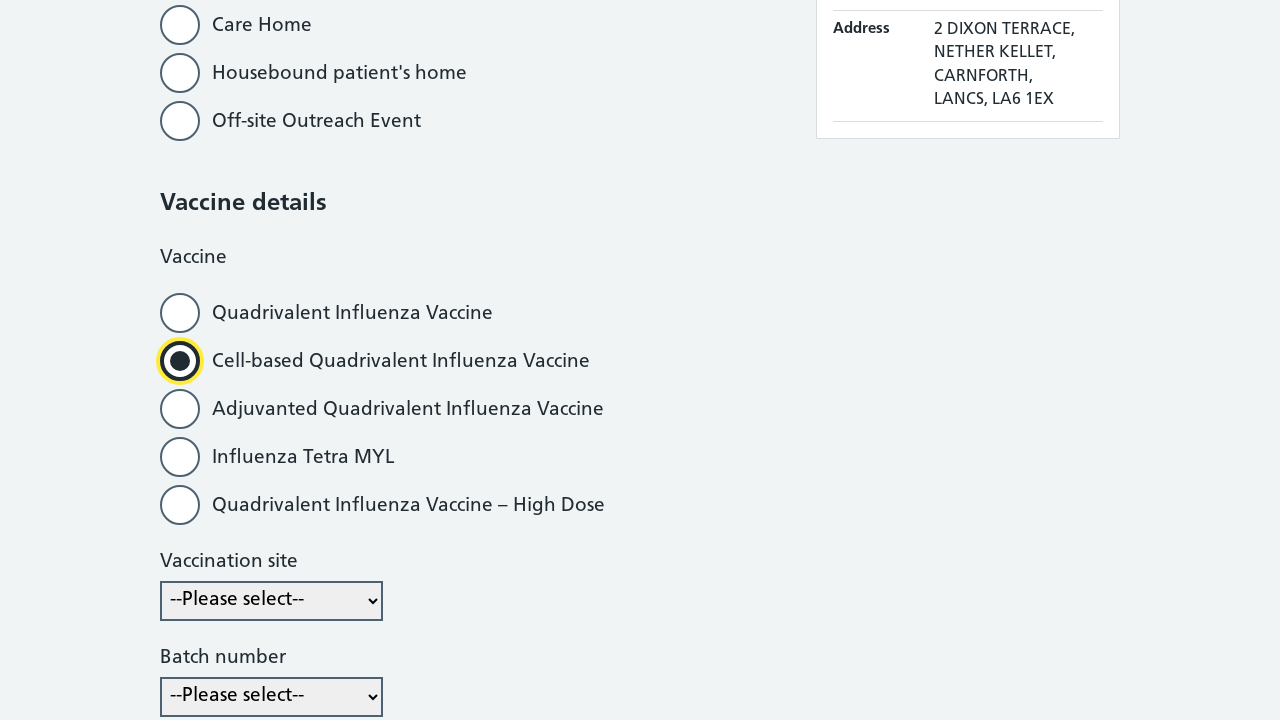 Care Home
Housebound patient's home
Off-site Outreach Event
Address
2 DIXON TERRACE,
NETHER KELLET,
CARNFORTH,
LANCS, LA6 1EX
Vaccine details
Vaccine
Quadrivalent Influenza Vaccine
Cell-based Quadrivalent Influenza Vaccine
Adjuvanted Quadrivalent Influenza Vaccine
Influenza Tetra MYL
Quadrivalent Influenza Vaccine – High Dose
Vaccination site
--Please select--
Batch number
--Please select--